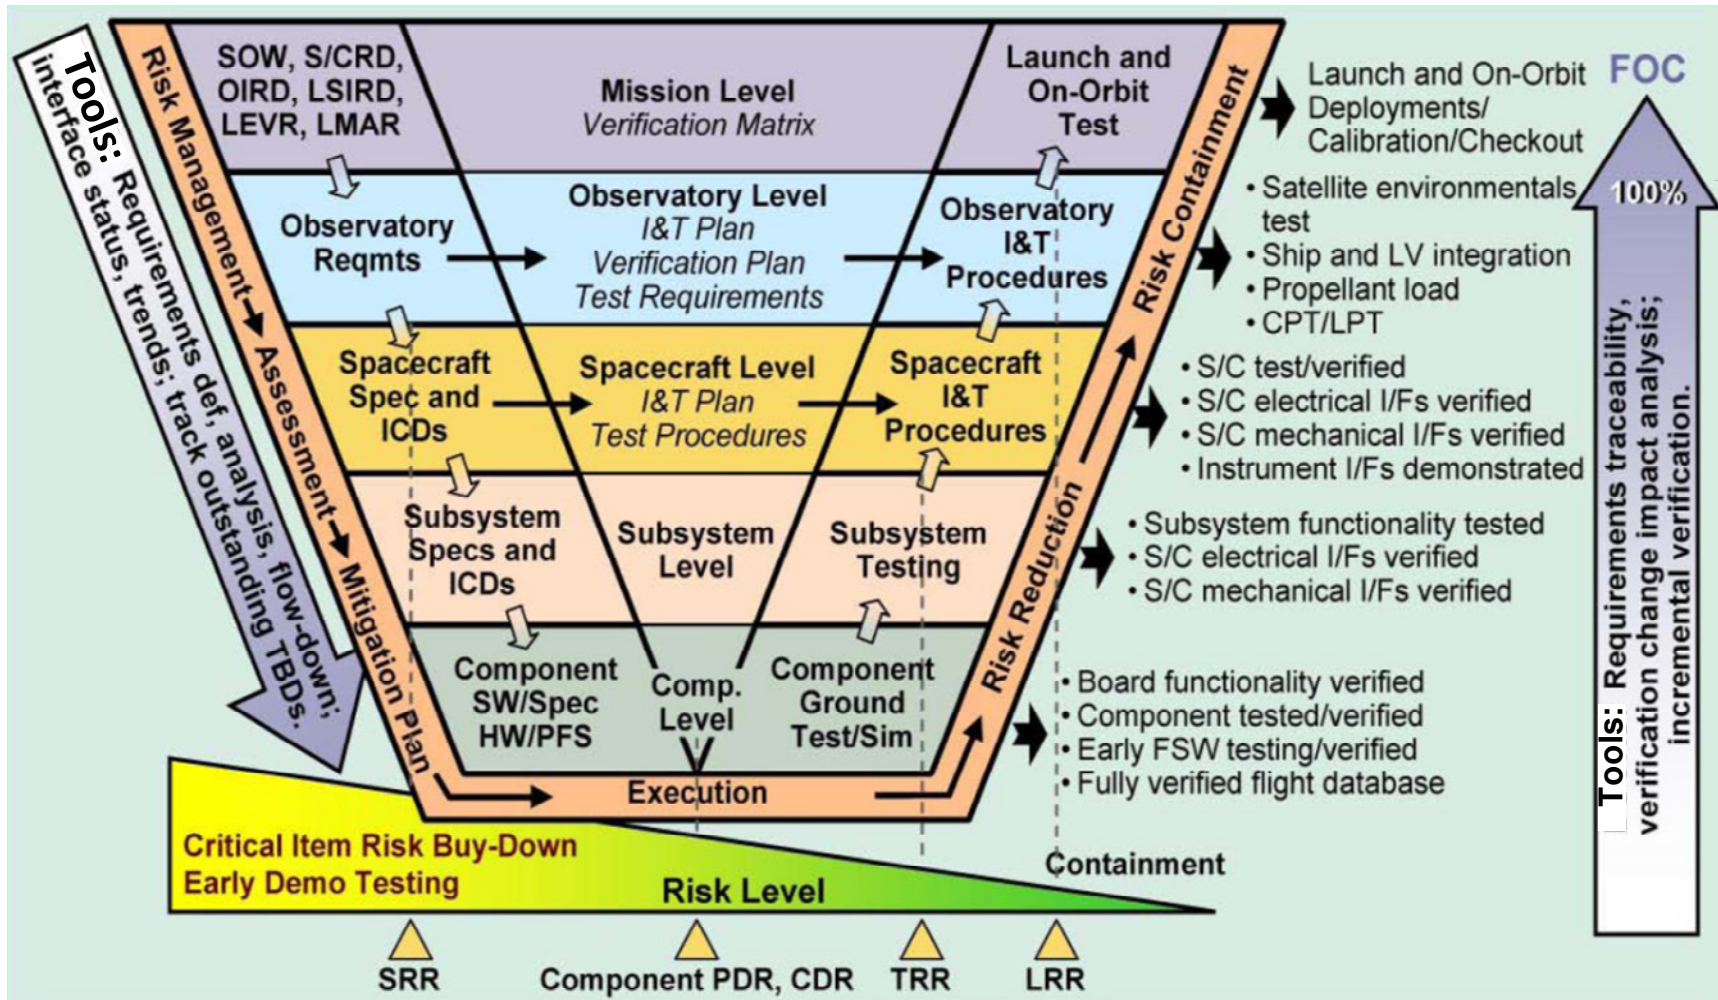 Tools: Requirements def, analysis, flow-down;
interface status, trends; track outstanding TBDs.
Risk Management
Assessment
Mitigation Plan
SOW, S/CRD,
OIRD, LSIRD,
LEVR, LMAR
Mission Level
Verification Matrix
Launch and
On-Orbit
Test
Observatory
Reqmts
Observatory Level
I&T Plan
Verification Plan
Test Requirements
Observatory
I&T
Procedures
Spacecraft
Spec and
ICDs
Spacecraft Level
I&T Plan
Test Procedures
Spacecraft
I&T
Procedures
Subsystem
Specs and
ICDs
Subsystem
Level
Subsystem
Testing
Component
SW/Spec
HW/PFS
Comp.
Level
Component
Ground
Test/Sim
Execution
Risk Reduction
Risk Containment
Launch and On-Orbit
Deployments/
Calibration/Checkout
• Satellite environmentals
test
• Ship and LV integration
• Propellant load
• CPT/LPT
• S/C test/verified
• S/C electrical I/Fs verified
• S/C mechanical I/Fs verified
• Instrument I/Fs demonstrated
• Subsystem functionality tested
• S/C electrical I/Fs verified
• S/C mechanical I/Fs verified
• Board functionality verified
• Component tested/verified
• Early FSW testing/verified
• Fully verified flight database
FOC
100%
Tools: Requirements traceability,
verification change impact analysis;
incremental verification.
Critical Item Risk Buy-Down
Early Demo Testing
Risk Level
Containment
SRR
Component PDR, CDR
TRR
LRR